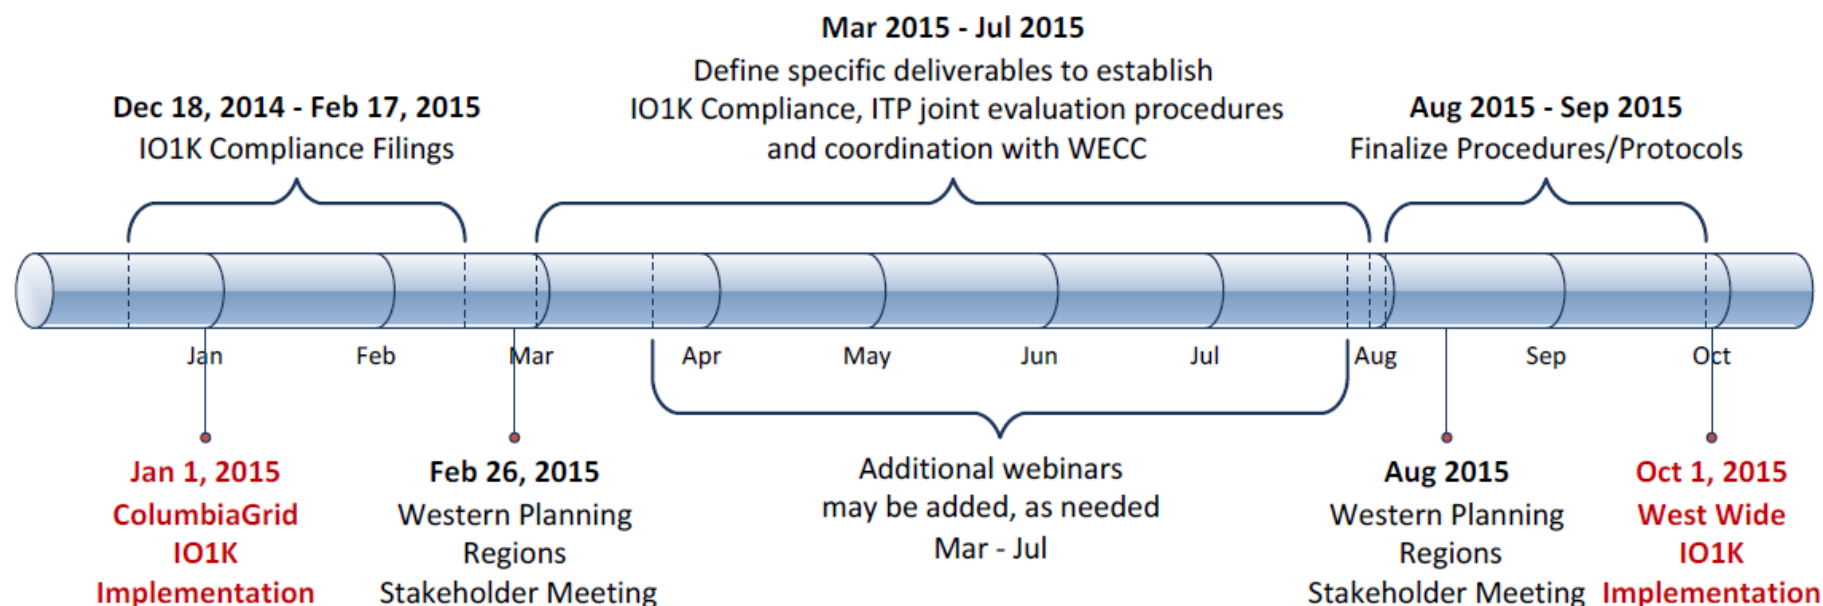 Mar 2015 - Jul 2015
Define specific deliverables to establish
IO1K Compliance, ITP joint evaluation procedures
and coordination with WECC
Dec 18, 2014 - Feb 17, 2015
IO1K Compliance Filings
Aug 2015 - Sep 2015
Finalize Procedures/Protocols
Jan Feb Mar Apr May Jun Jul Aug Sep Oct
Jan 1, 2015
ColumbiaGrid
IO1K
Implementation
Feb 26, 2015
Western Planning
Regions
Stakeholder Meeting
Additional webinars
may be added, as needed
Mar - Jul
Aug 2015
Western Planning
Regions
Stakeholder Meeting
Oct 1, 2015
West Wide
IO1K
Implementation